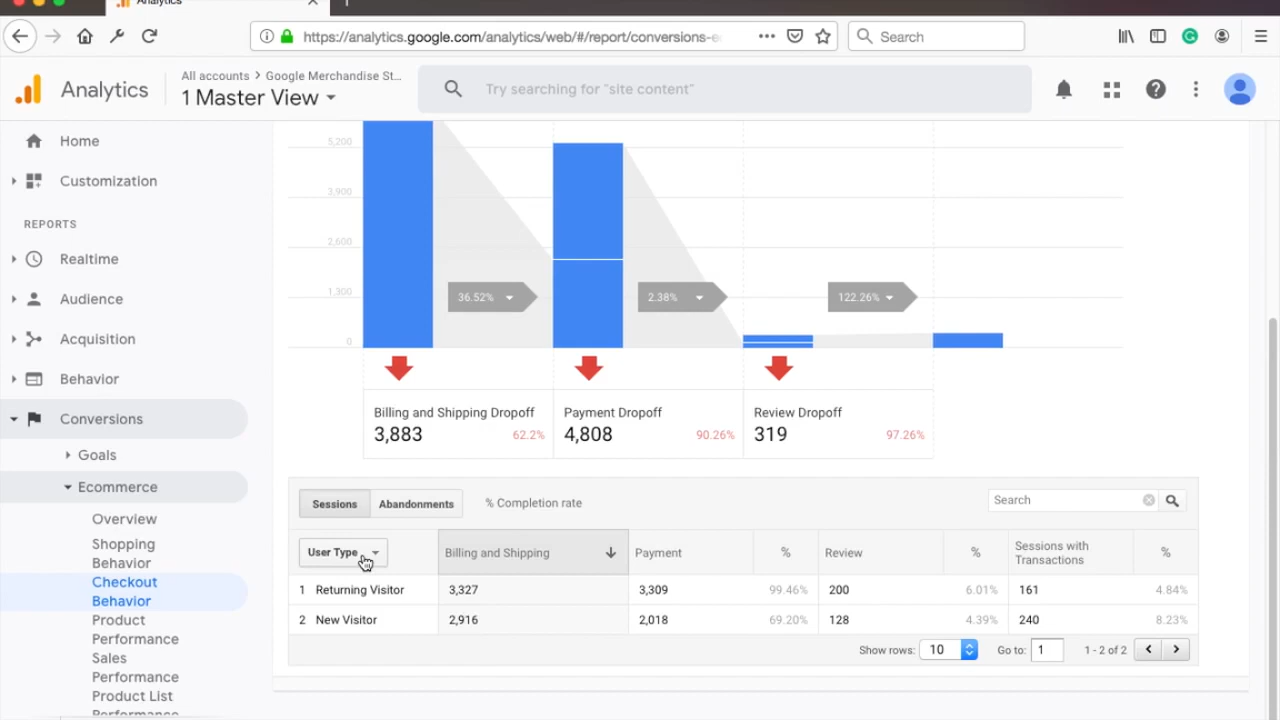 Analytics
https://analytics.google.com/analytics/web/#/report/conversions-e
Search
Analytics
All accounts > Google Merchandise St...
1 Master View
Try searching for "site content"
Home
Customization
REPORTS
Realtime
Audience
Acquisition
Behavior
Conversions
Goals
Ecommerce
Overview
Shopping
Behavior
Checkout
Behavior
Product
Performance
Sales
Performance
Product List
Performance
5,200
3,900
2,600
1,300
0
36.52%
2.38%
122.26%
Billing and Shipping Dropoff
3,883 62.2%
Payment Dropoff
4,808 90.26%
Review Dropoff
319 97.26%
Sessions Abandonments % Completion rate
Search
User Type Billing and Shipping Payment % Review % Sessions with Transactions %
1 Returning Visitor 3,327 3,309 99.46% 200 6.01% 161 4.84%
2 New Visitor 2,916 2,018 69.20% 128 4.39% 240 8.23%
Show rows: 10 Go to: 1 1 - 2 of 2